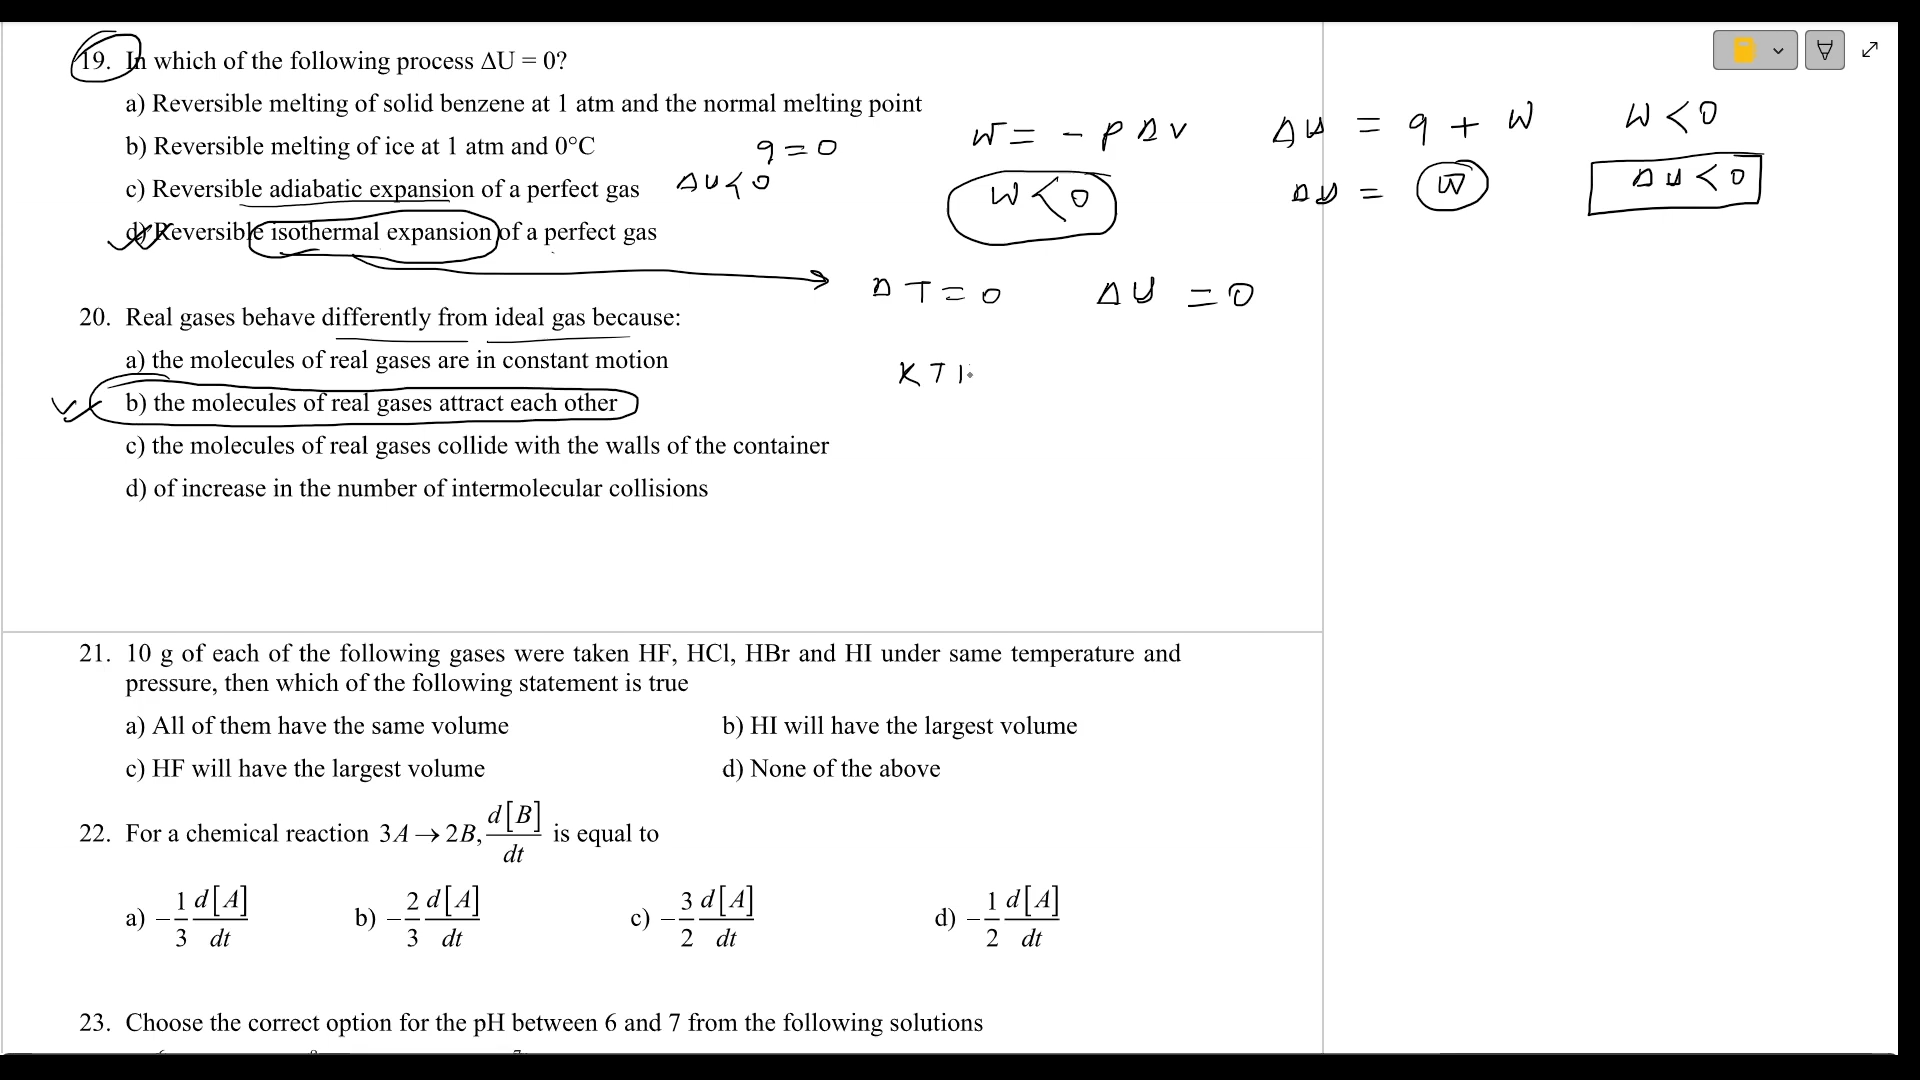 19. In which of the following process ΔU = 0?
a) Reversible melting of solid benzene at 1 atm and the normal melting point
b) Reversible melting of ice at 1 atm and 0°C
c) Reversible adiabatic expansion of a perfect gas
d) Reversible isothermal expansion of a perfect gas
q = 0
ΔU < 0
W = - P Δ V
W < 0
ΔU = q + W
ΔU = W
W < 0
ΔU < 0
ΔT = 0 ΔU = 0
20. Real gases behave differently from ideal gas because:
a) the molecules of real gases are in constant motion
b) the molecules of real gases attract each other
c) the molecules of real gases collide with the walls of the container
d) of increase in the number of intermolecular collisions
KT
21. 10 g of each of the following gases were taken HF, HCl, HBr and HI under same temperature and
pressure, then which of the following statement is true
a) All of them have the same volume b) HI will have the largest volume
c) HF will have the largest volume d) None of the above
22. For a chemical reaction 3A → 2B, d[B]/dt is equal to
a) −1/3 d[A]/dt b) −2/3 d[A]/dt c) −3/2 d[A]/dt d) −1/2 d[A]/dt
23. Choose the correct option for the pH between 6 and 7 from the following solutions